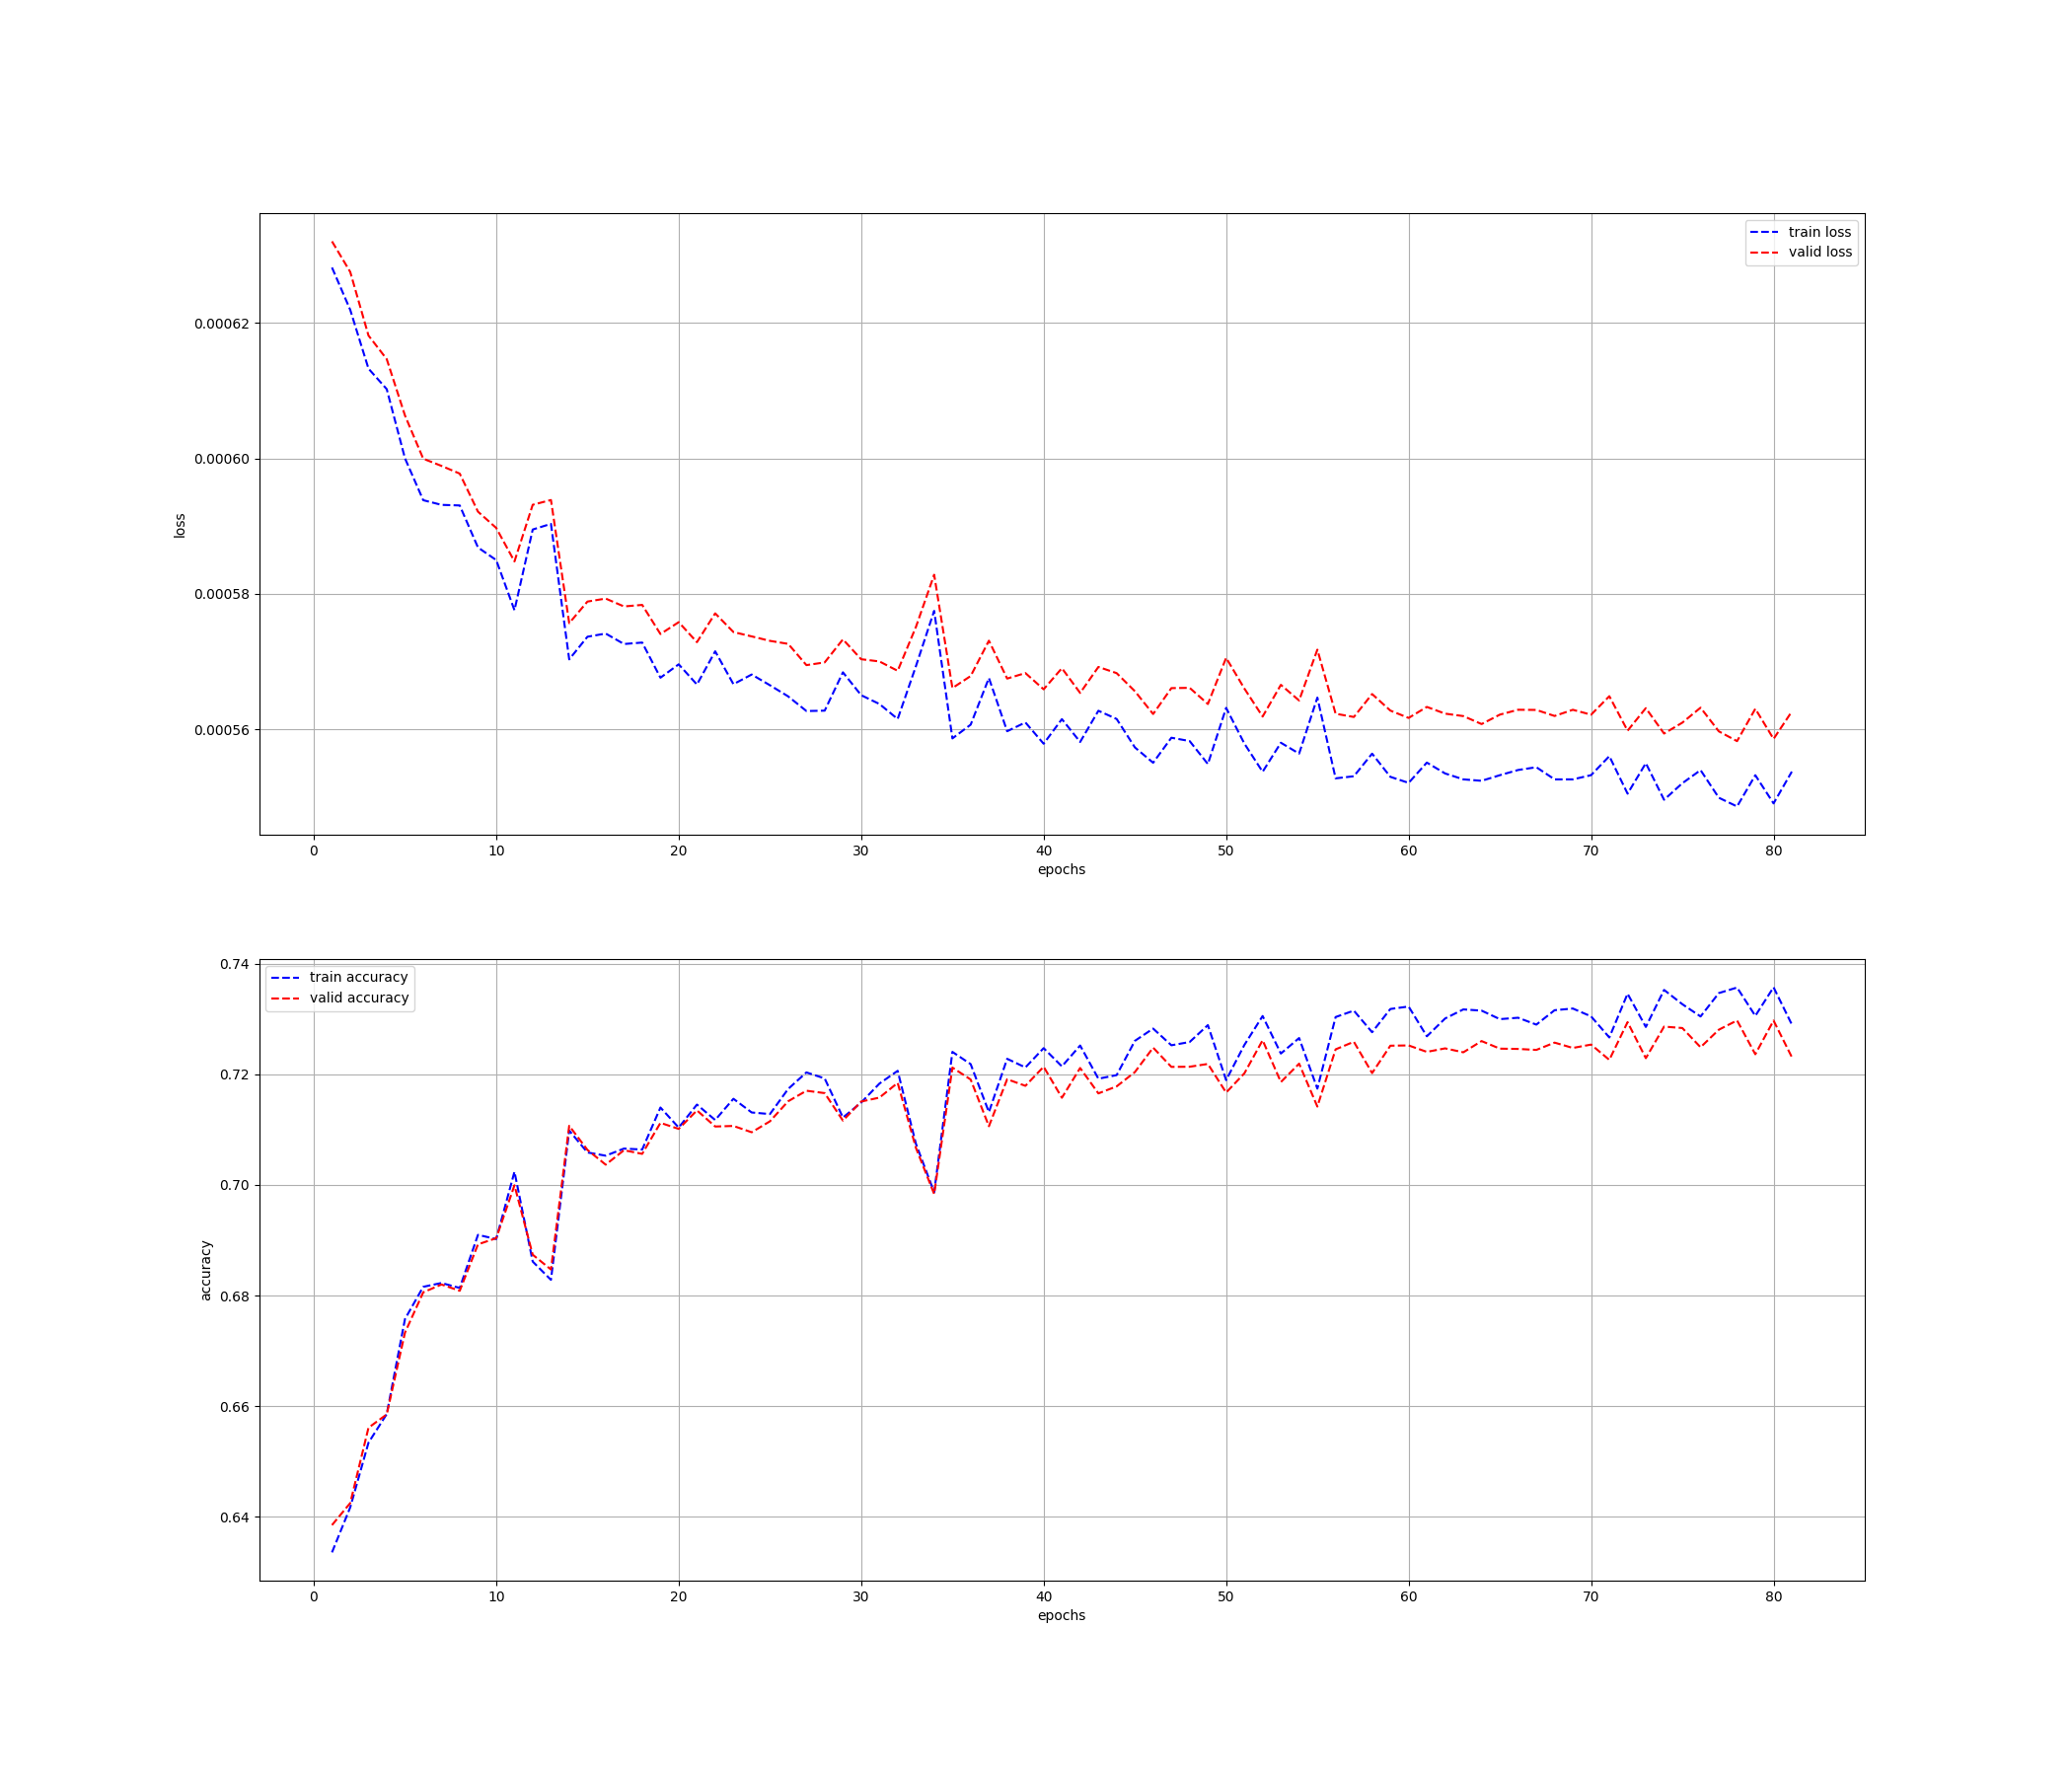 train loss
valid loss
0.00062
0.00060
0.00058
0.00056
loss
0 10 20 30 40 50 60 70 80
epochs
train accuracy
valid accuracy
0.74
0.72
0.70
0.68
0.66
0.64
accuracy
0 10 20 30 40 50 60 70 80
epochs